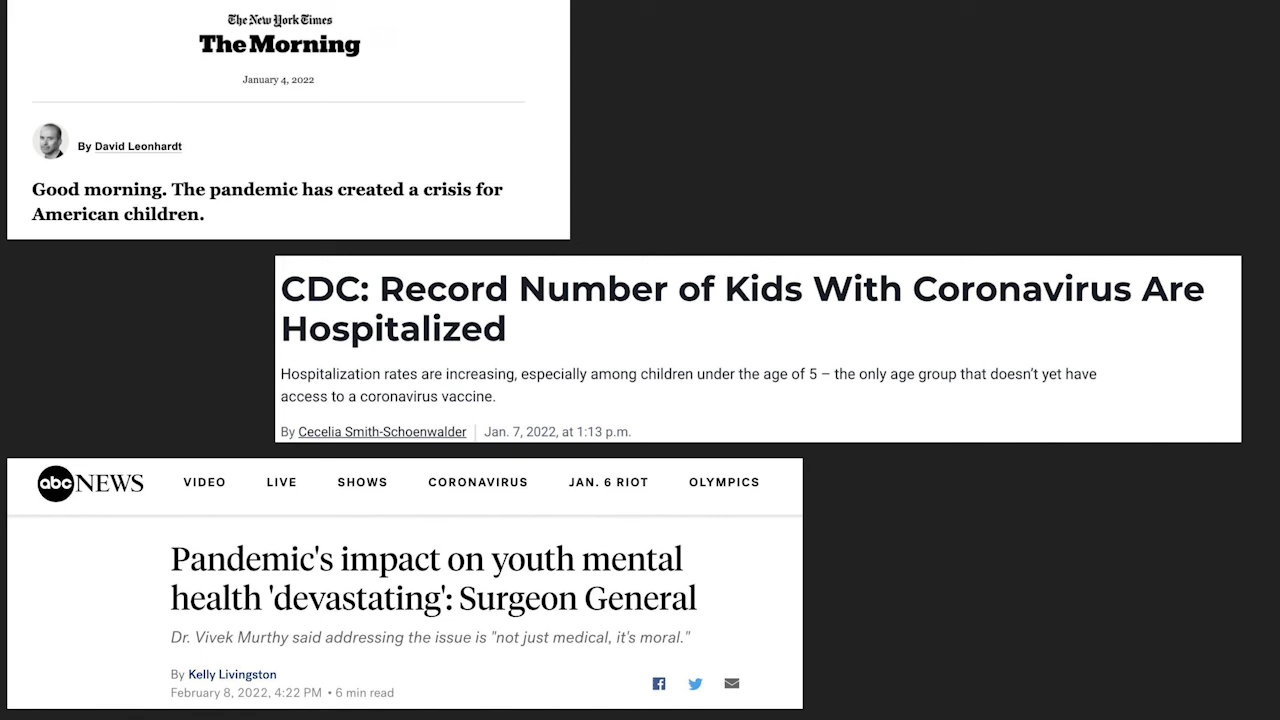 The New York Times
The Morning
January 4, 2022
By David Leonhardt
Good morning. The pandemic has created a crisis for
American children.
CDC: Record Number of Kids With Coronavirus Are
Hospitalized
Hospitalization rates are increasing, especially among children under the age of 5 – the only age group that doesn't yet have
access to a coronavirus vaccine.
By Cecelia Smith-Schoenwalder | Jan. 7, 2022, at 1:13 p.m.
abc NEWS VIDEO LIVE SHOWS CORONAVIRUS JAN. 6 RIOT OLYMPICS
Pandemic's impact on youth mental
health 'devastating': Surgeon General
Dr. Vivek Murthy said addressing the issue is "not just medical, it's moral."
By Kelly Livingston
February 8, 2022, 4:22 PM • 6 min read